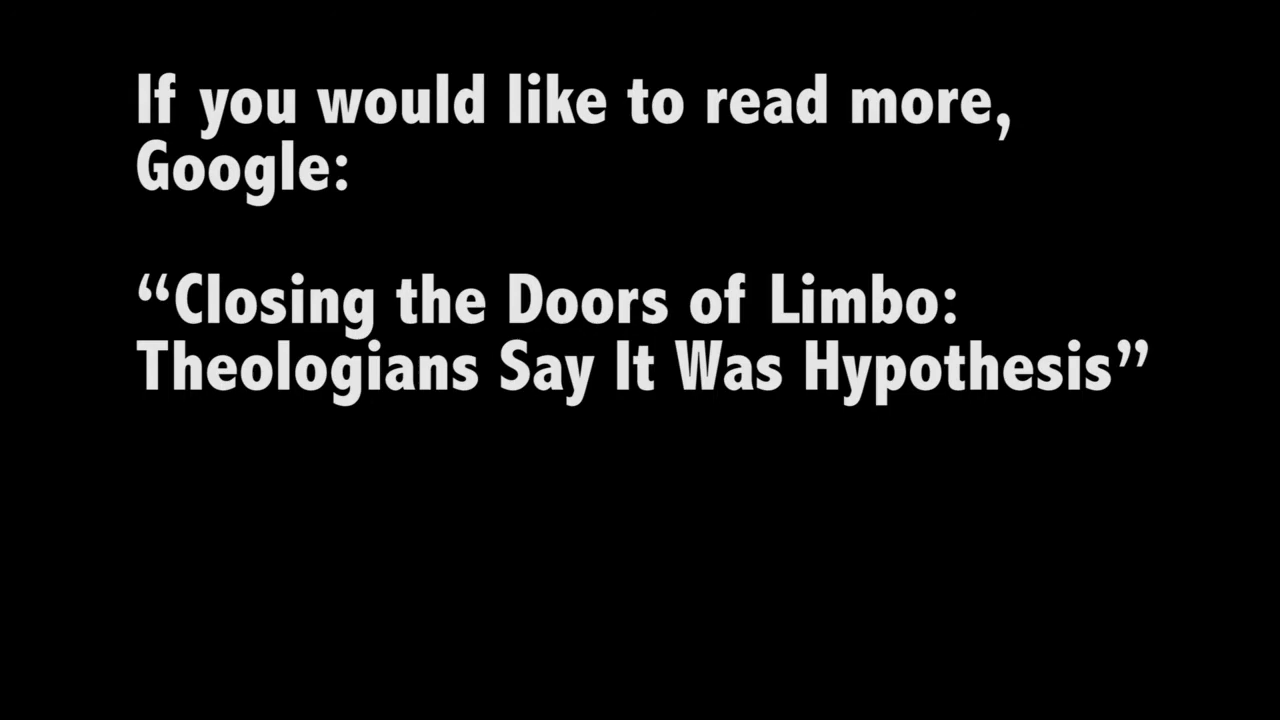 If you would like to read more,
Google:
“Closing the Doors of Limbo:
Theologians Say It Was Hypothesis”